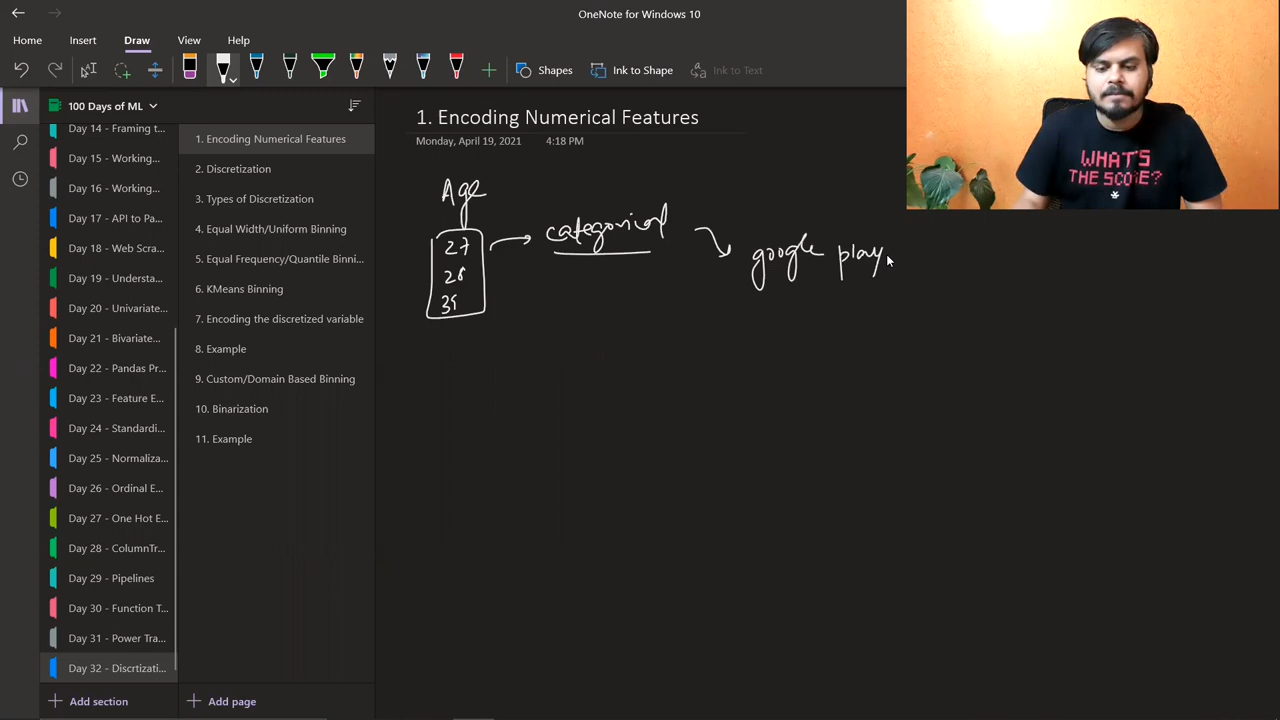 OneNote for Windows 10
Home Insert Draw View Help
Shapes Ink to Shape Ink to Text
100 Days of ML
Day 14 - Framing t...
Day 15 - Working...
Day 16 - Working...
Day 17 - API to Pa...
Day 18 - Web Scra...
Day 19 - Understa...
Day 20 - Univariate...
Day 21 - Bivariate...
Day 22 - Pandas Pr...
Day 23 - Feature E...
Day 24 - Standardi...
Day 25 - Normaliza...
Day 26 - Ordinal E...
Day 27 - One Hot E...
Day 28 - ColumnTr...
Day 29 - Pipelines
Day 30 - Function T...
Day 31 - Power Tra...
Day 32 - Discrtizati...
Add section
1. Encoding Numerical Features
2. Discretization
3. Types of Discretization
4. Equal Width/Uniform Binning
5. Equal Frequency/Quantile Binni...
6. KMeans Binning
7. Encoding the discretized variable
8. Example
9. Custom/Domain Based Binning
10. Binarization
11. Example
Add page
1. Encoding Numerical Features
Monday, April 19, 2021 4:18 PM
Age
27
28
categorical
google play
WHAT'S
THE SCORE?